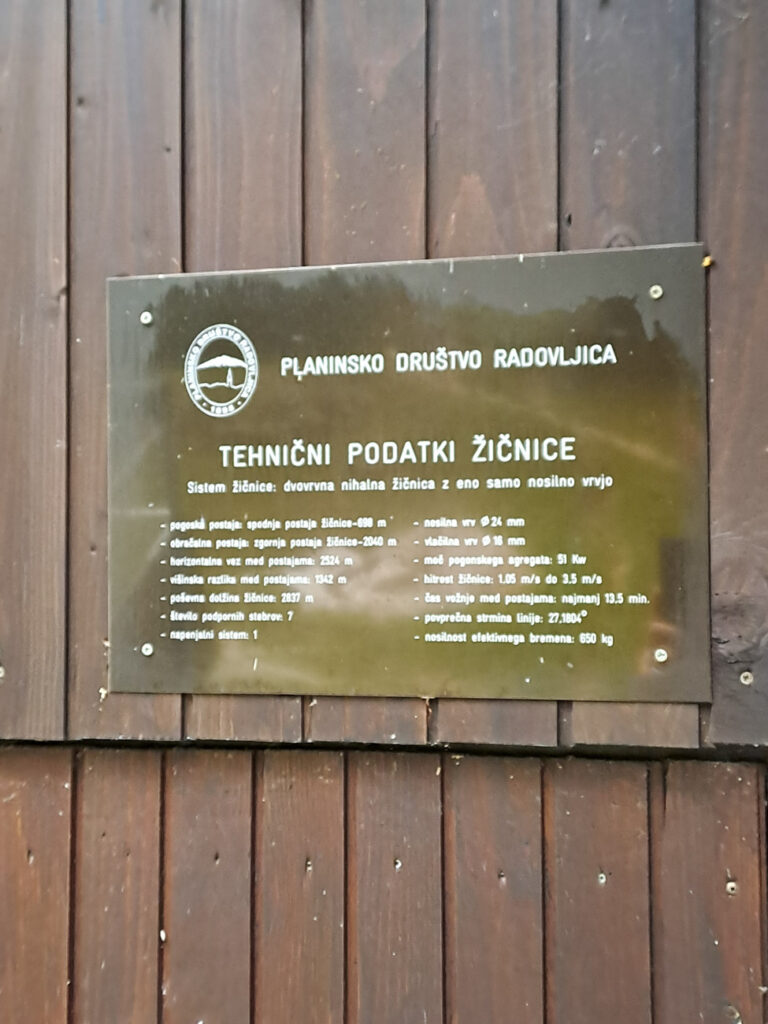 PLANINSKO DRUŠTVO RADOVLJICA
PLANINSKO DRUŠTVO RADOVLJICA
TEHNIČNI PODATKI ŽIČNICE
Sistem žičnice: dvovrvna nihalna žičnica z eno samo nosilno vrvjo
- pogoska postaja: spodnja postaja žičnice-698 m
- obračalna postaja: zgornja postaja žičnice-2040 m
- horizontalna vez med postajama: 2524 m
- višinska razlika med postajama: 1342 m
- poševna dolžina žičnice: 2837 m
- število podpornih stebrov: 7
- napenjalni sistem: 1
- nosilna vrv Ø 24 mm
- vlačilna vrv Ø 16 mm
- moč pogonskega agregata: 51 Kw
- hitrost žičnice: 1.05 m/s do 3.5 m/s
- čas vožnje med postajama: najmanj 13,5 min.
- povprečna strmina linije: 27,1804°
- nosilnost efektivnega bremena: 650 kg